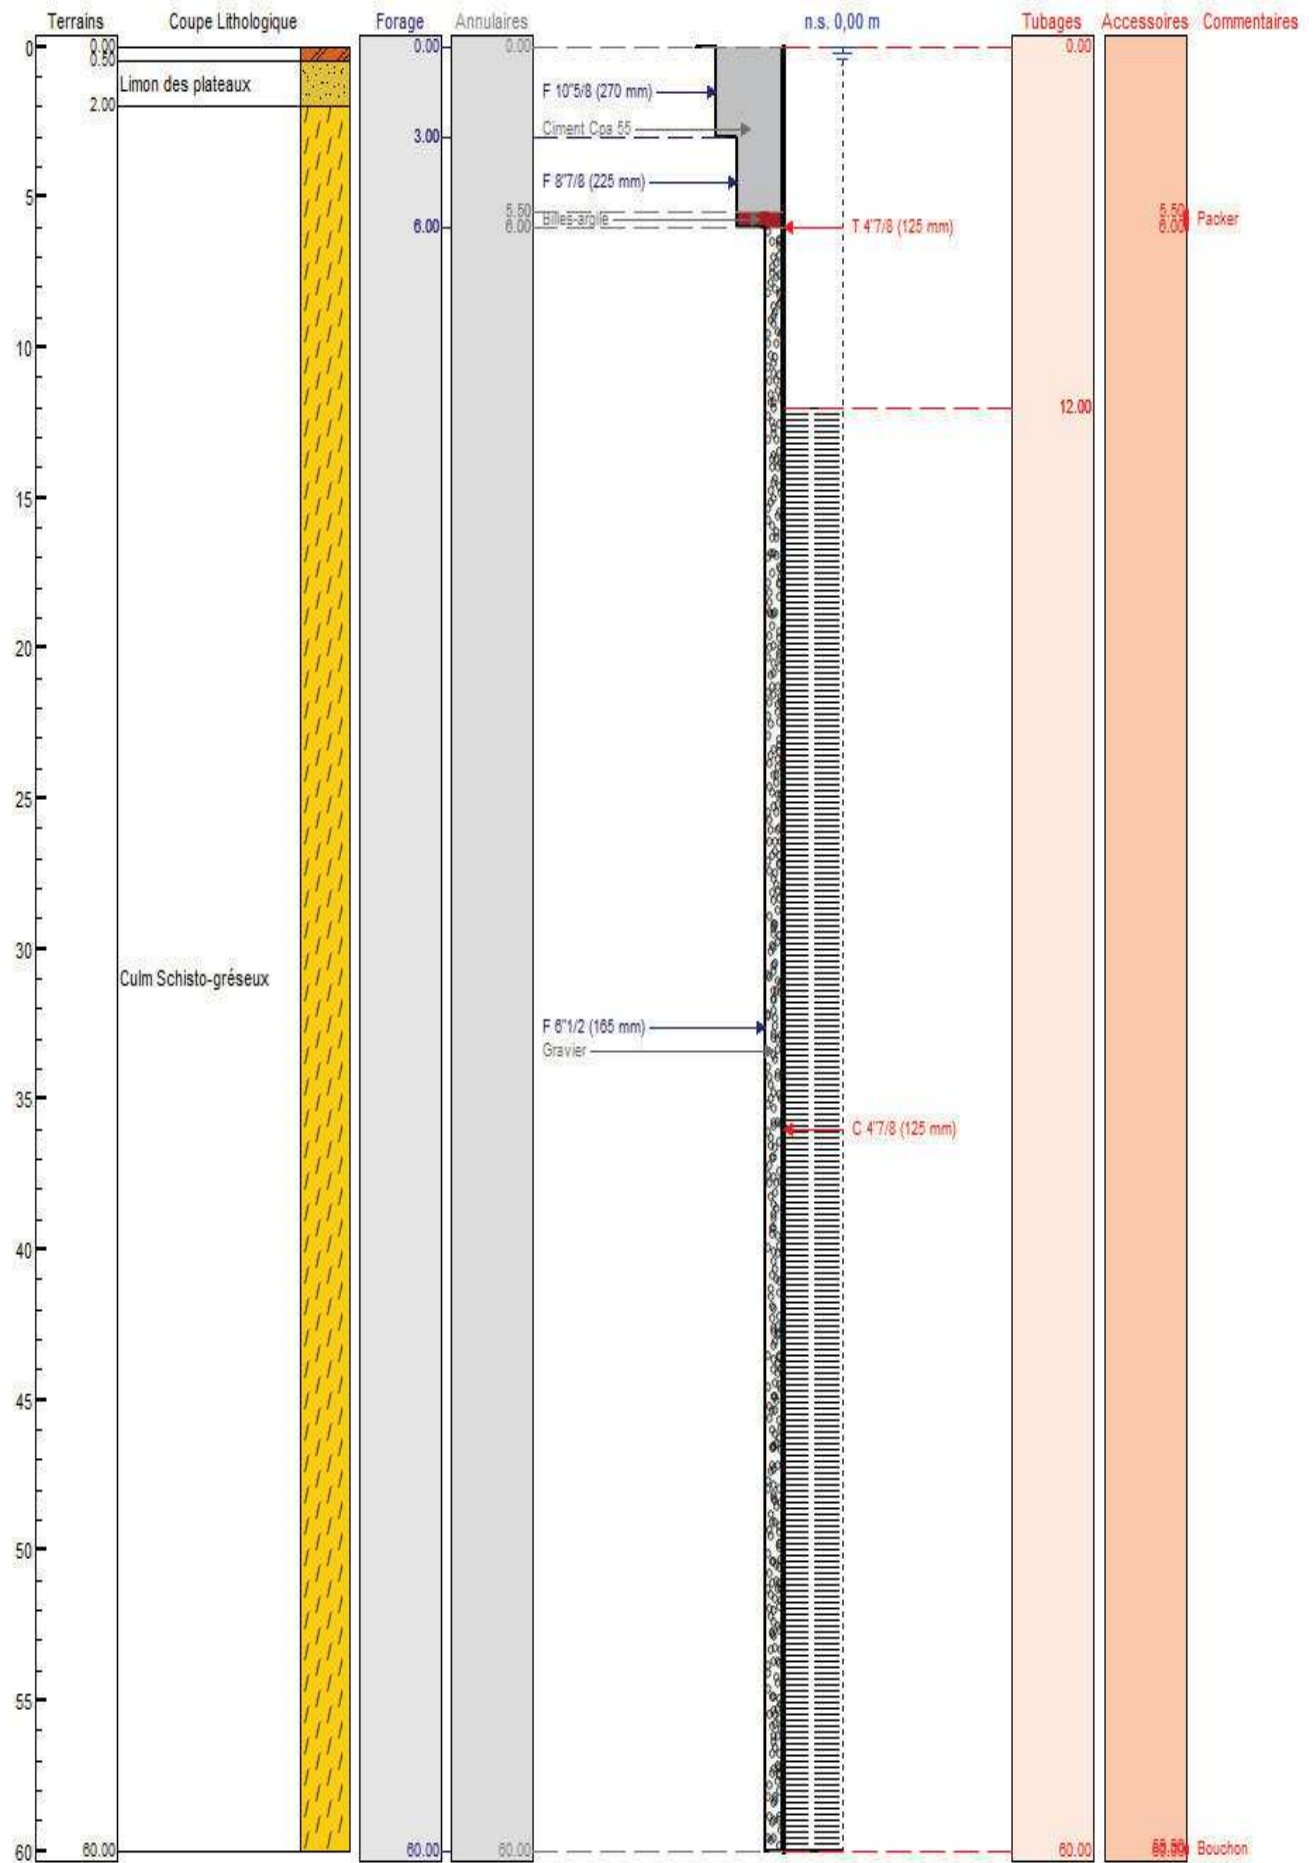 Terrains Coupe Lithologique Forage Annulaires n.s. 0,00 m Tubages Accessoires Commentaires
0 0.00 0.00 0.00 0.00
0.50
Limon des plateaux
F 10"5/8 (270 mm)
2.00
Ciment Cpa 55
3.00
F 8"7/8 (225 mm)
5
5.50 5.50
Billes-argile Packer
6.00 6.00 T 4"7/8 (125 mm) 6.00
10
12.00
15
20
25
30
Culm Schisto-gréseux
F 6"1/2 (165 mm)
Gravier
35
C 4"7/8 (125 mm)
40
45
50
55
60 60.00 60.00 60.00 60.00 Bouchon